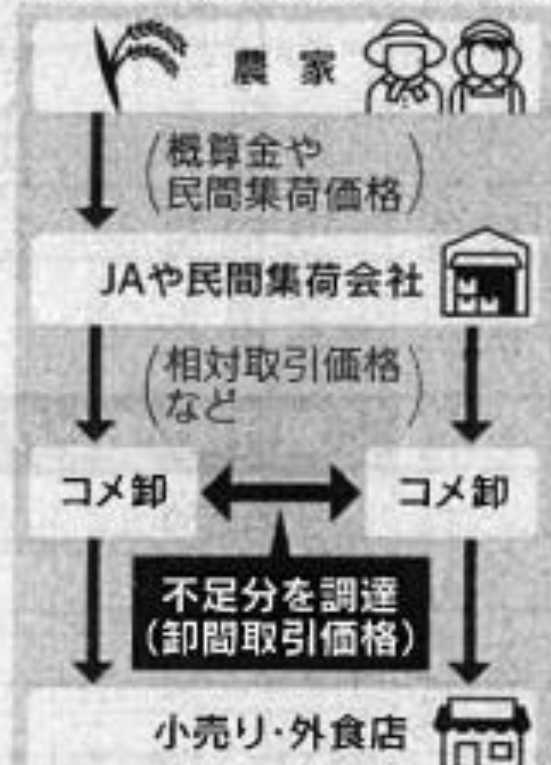 農家
(概算金や
民間集荷価格)
JAや民間集荷会社
(相対取引価格
など)
コメ卸
コメ卸
不足分を調達
(卸間取引価格)
小売り・外食店